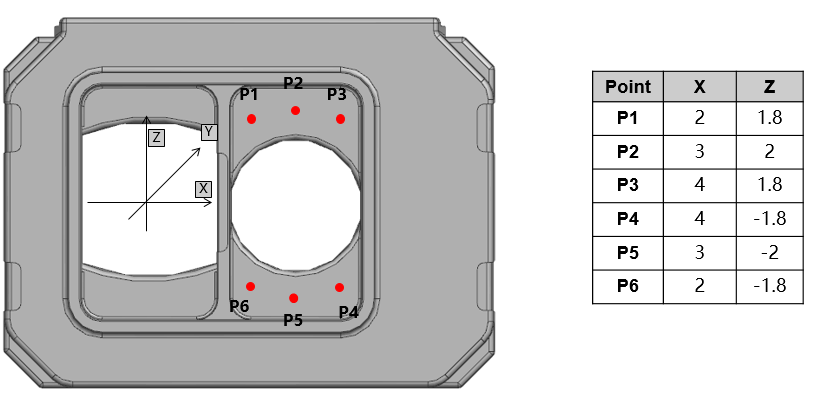 P1 P2 P3
Z Y
X
P6 P5 P4
Point X Z
P1 2 1.8
P2 3 2
P3 4 1.8
P4 4 -1.8
P5 3 -2
P6 2 -1.8